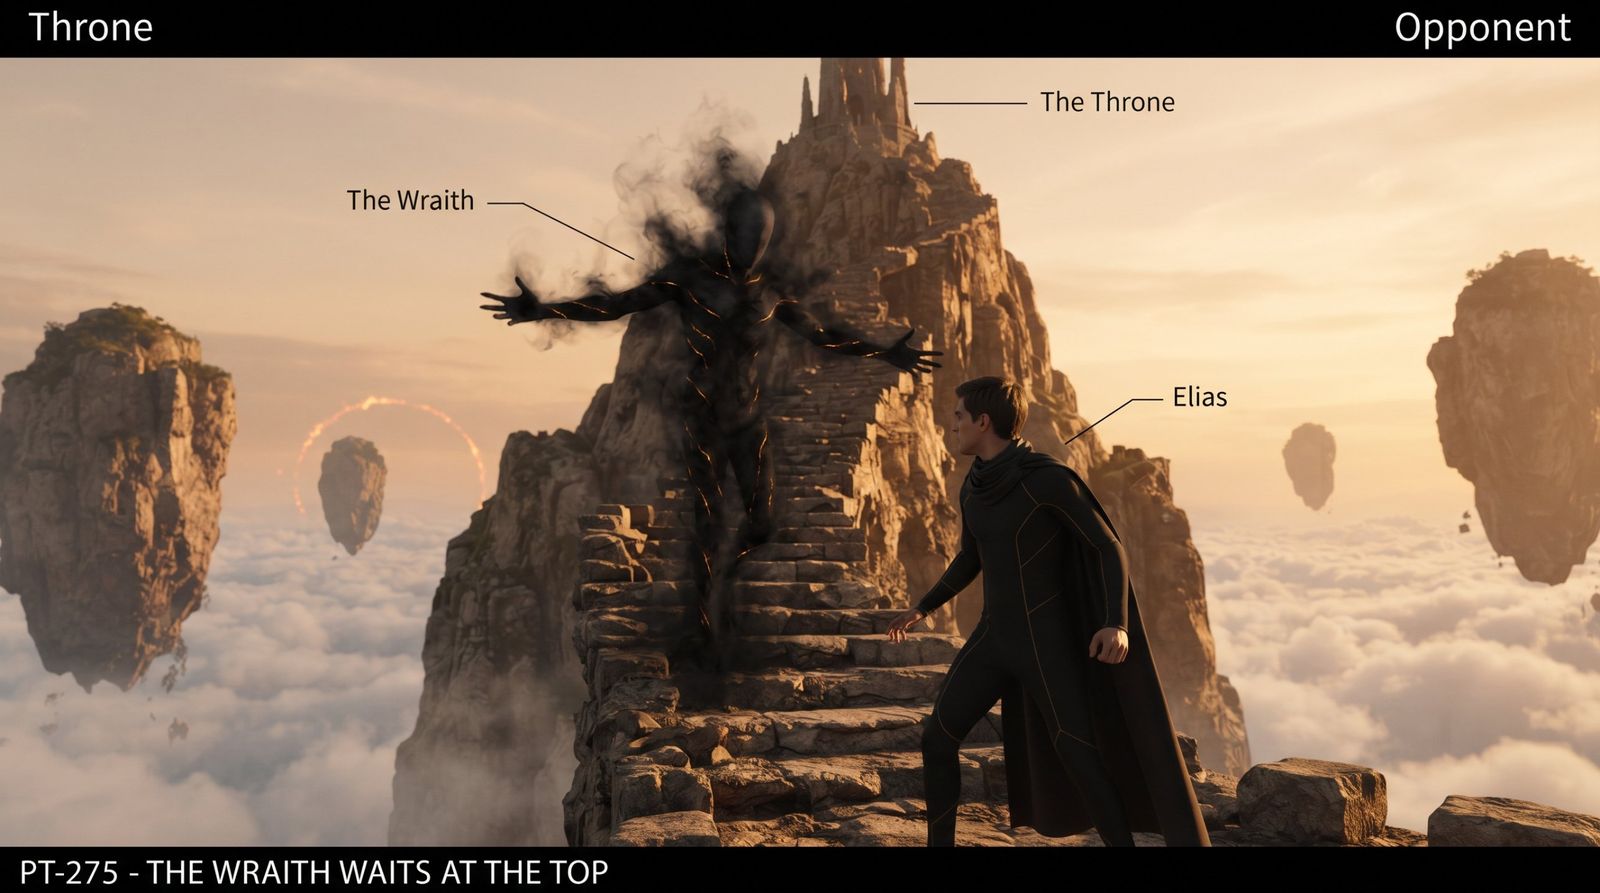 Throne
Opponent
The Throne
The Wraith
Elias
PT-275 - THE WRAITH WAITS AT THE TOP